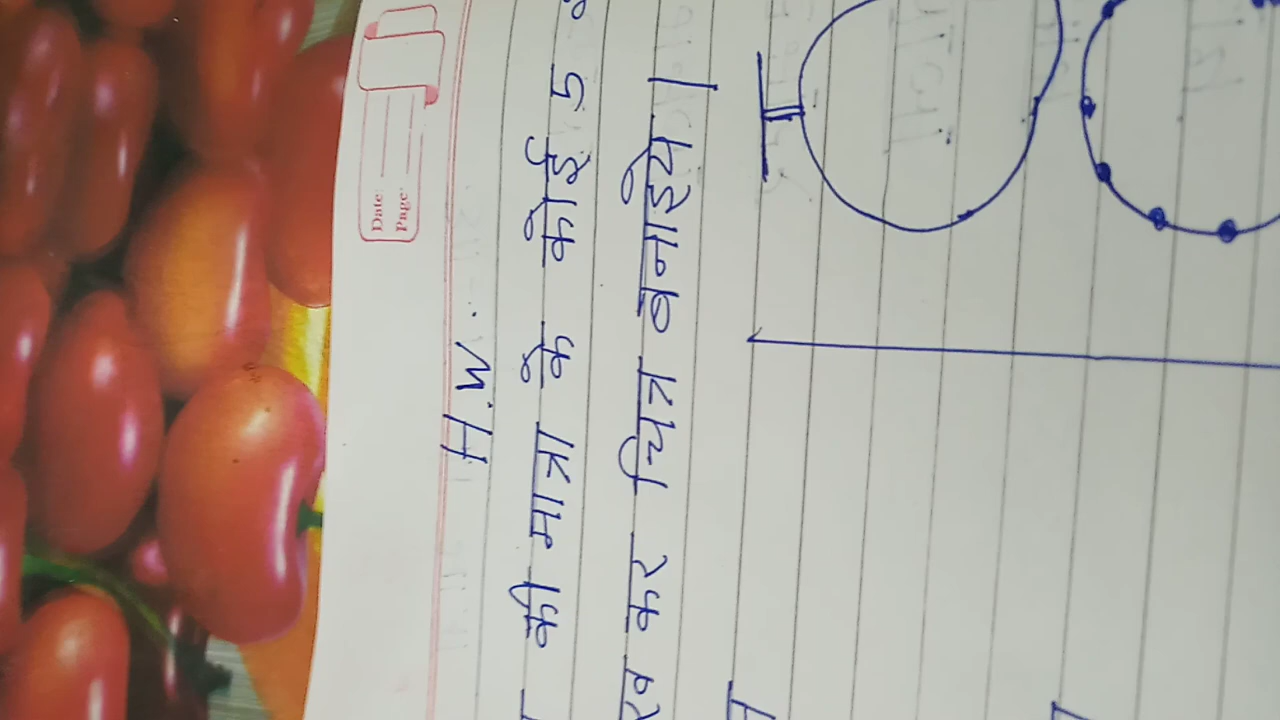 Date:
Page:
H.W.
की मात्रा के कोई 5
कर चित्र बनाइये।